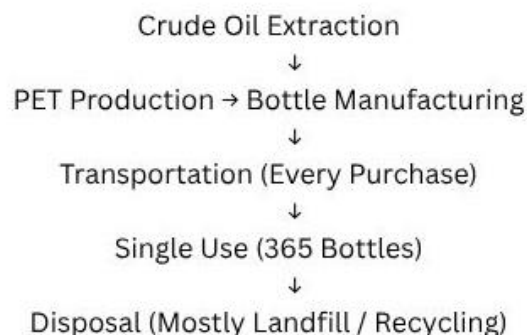 Crude Oil Extraction
↓
PET Production → Bottle Manufacturing
↓
Transportation (Every Purchase)
↓
Single Use (365 Bottles)
↓
Disposal (Mostly Landfill / Recycling)